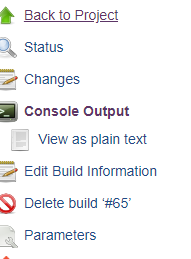 Back to Project
Status
Changes
Console Output
View as plain text
Edit Build Information
Delete build ‘#65’
Parameters